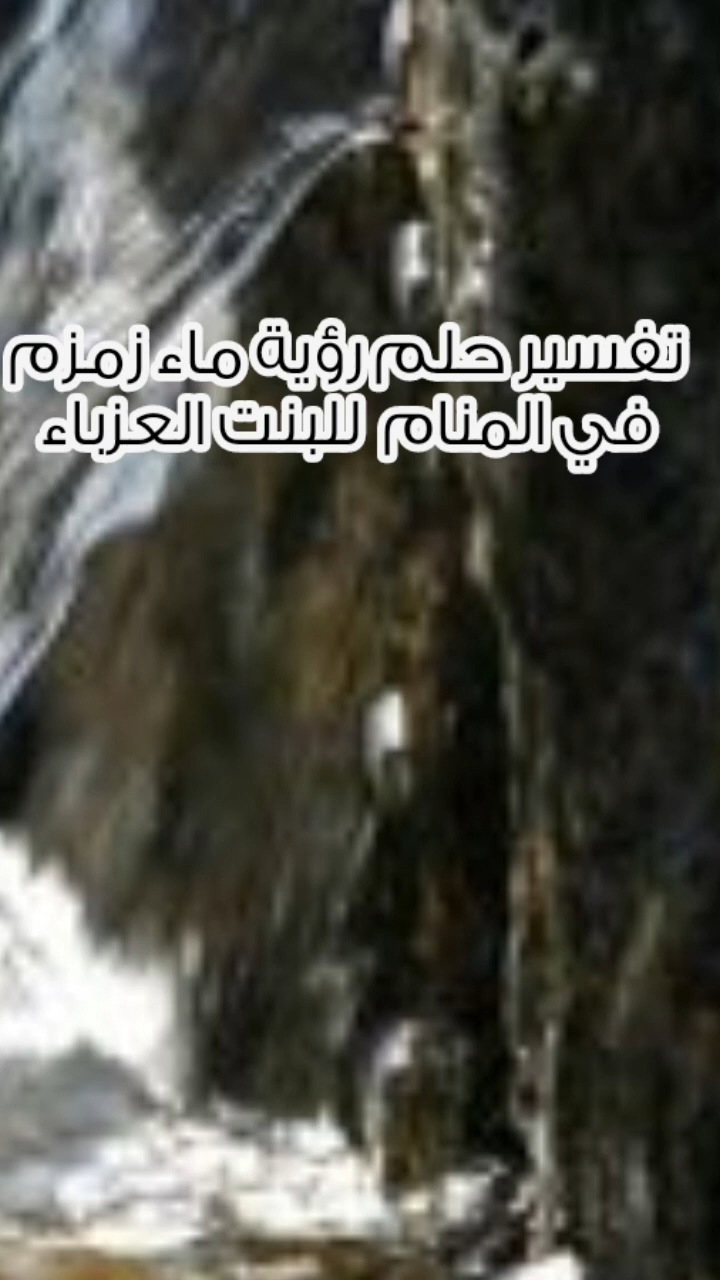 تفسير حلم رؤية ماء زمزم
في المنام للبنت العزباء